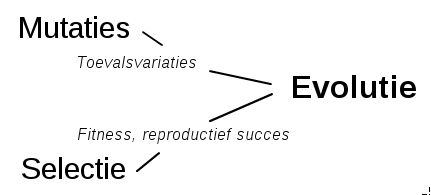 Mutaties
Toevalsvariaties
Evolutie
Fitness, reproductief succes
Selectie